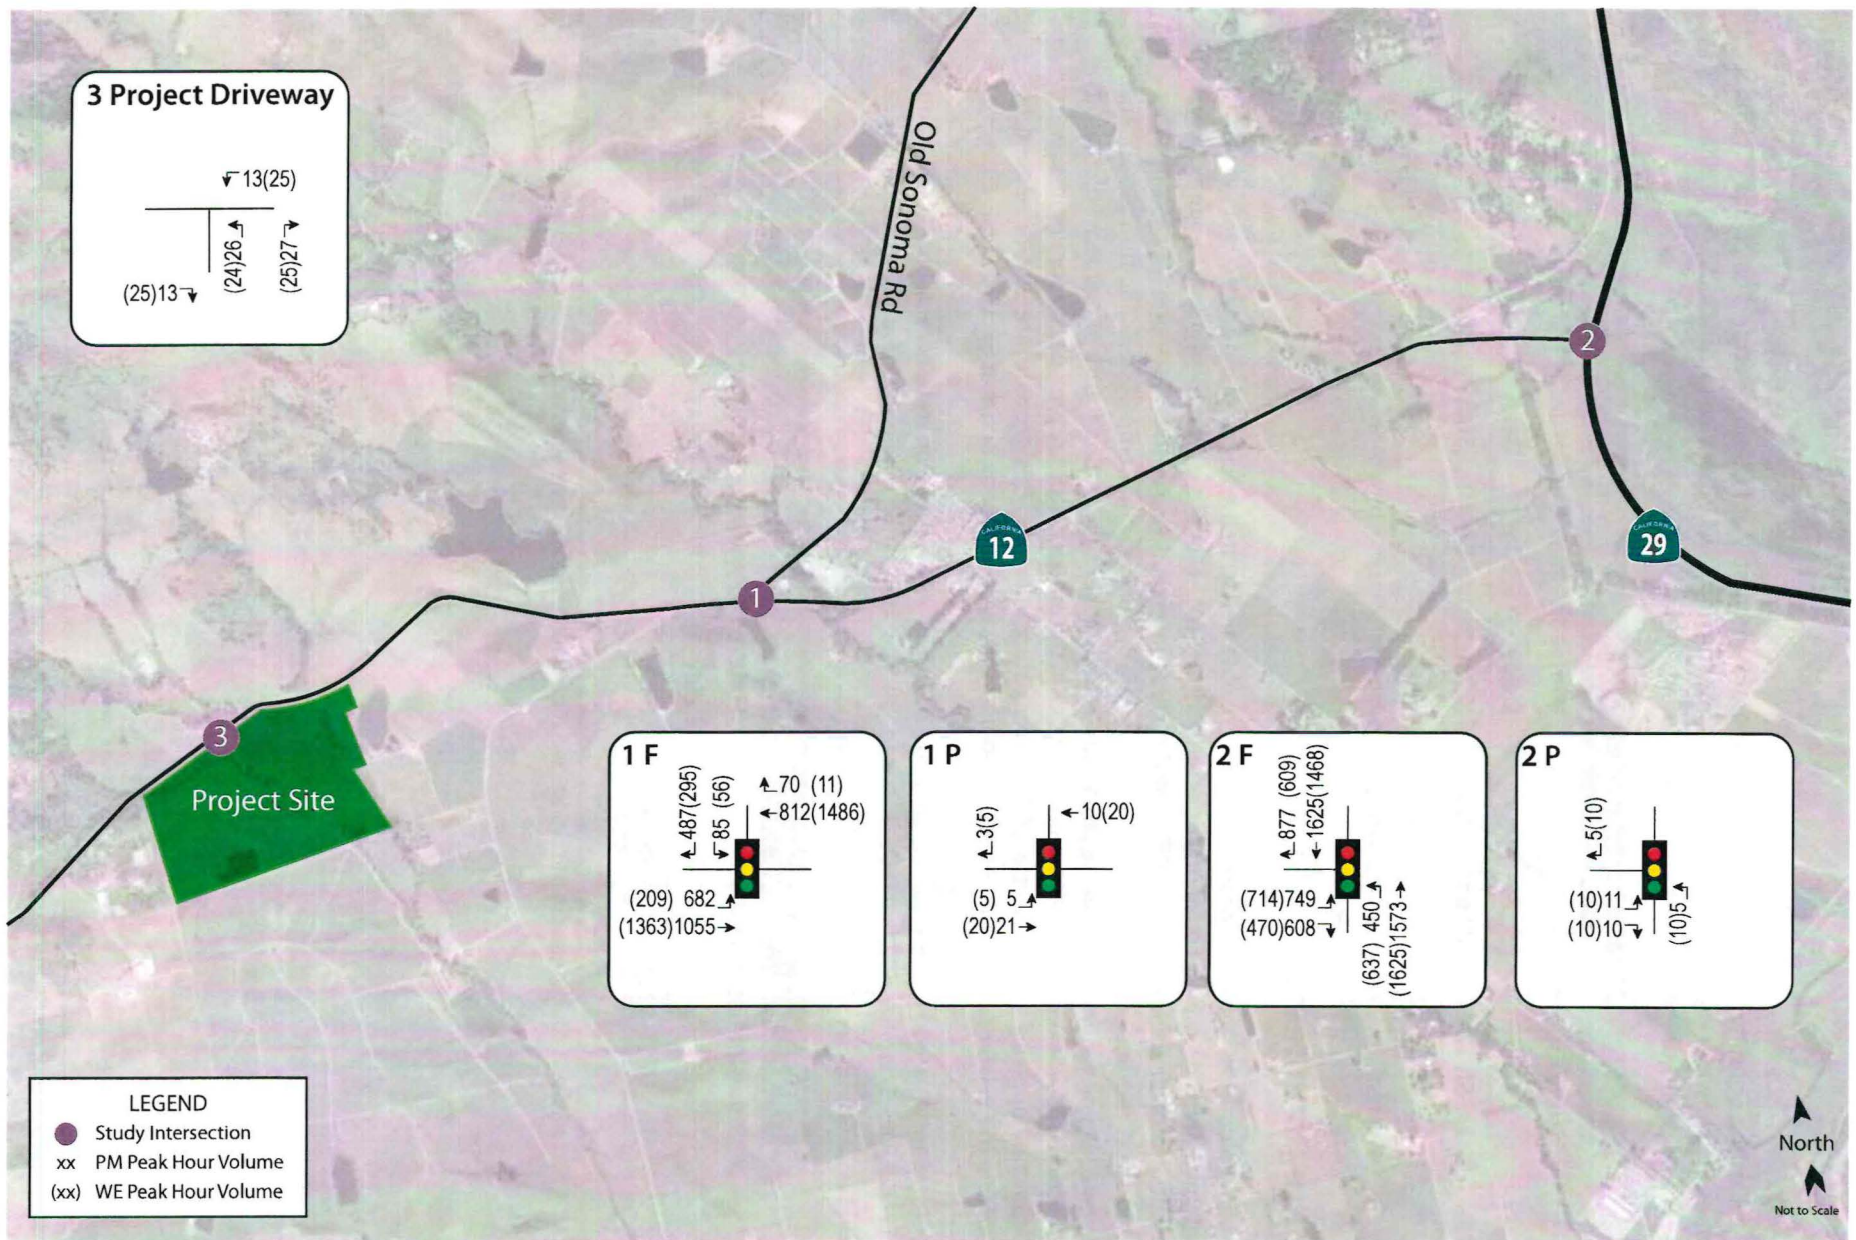 3 Project Driveway
13(25)
(24)26
(25)27
(25)13
Old Sonoma Rd
2
CALIFORNIA
12
CALIFORNIA
29
1
3
Project Site
1 F
487(295)
85 (56)
70 (11)
812(1486)
(209) 682
(1363)1055
1 P
3(5)
10(20)
(5) 5
(20)21
2 F
877 (609)
1625(1468)
(714)749
(470)608
(637) 450
(1625)1573
2 P
5(10)
(10)11
(10)10
(10)5
LEGEND
Study Intersection
xx PM Peak Hour Volume
(xx) WE Peak Hour Volume
North
Not to Scale